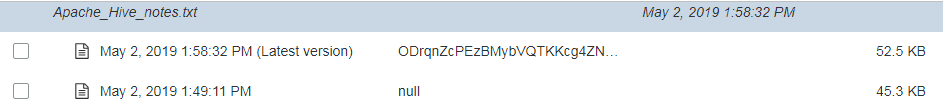 Apache_Hive_notes.txt May 2, 2019 1:58:32 PM
May 2, 2019 1:58:32 PM (Latest version) ODrqnZcPEzBMybVQTKKcg4ZN... 52.5 KB
May 2, 2019 1:49:11 PM null 45.3 KB